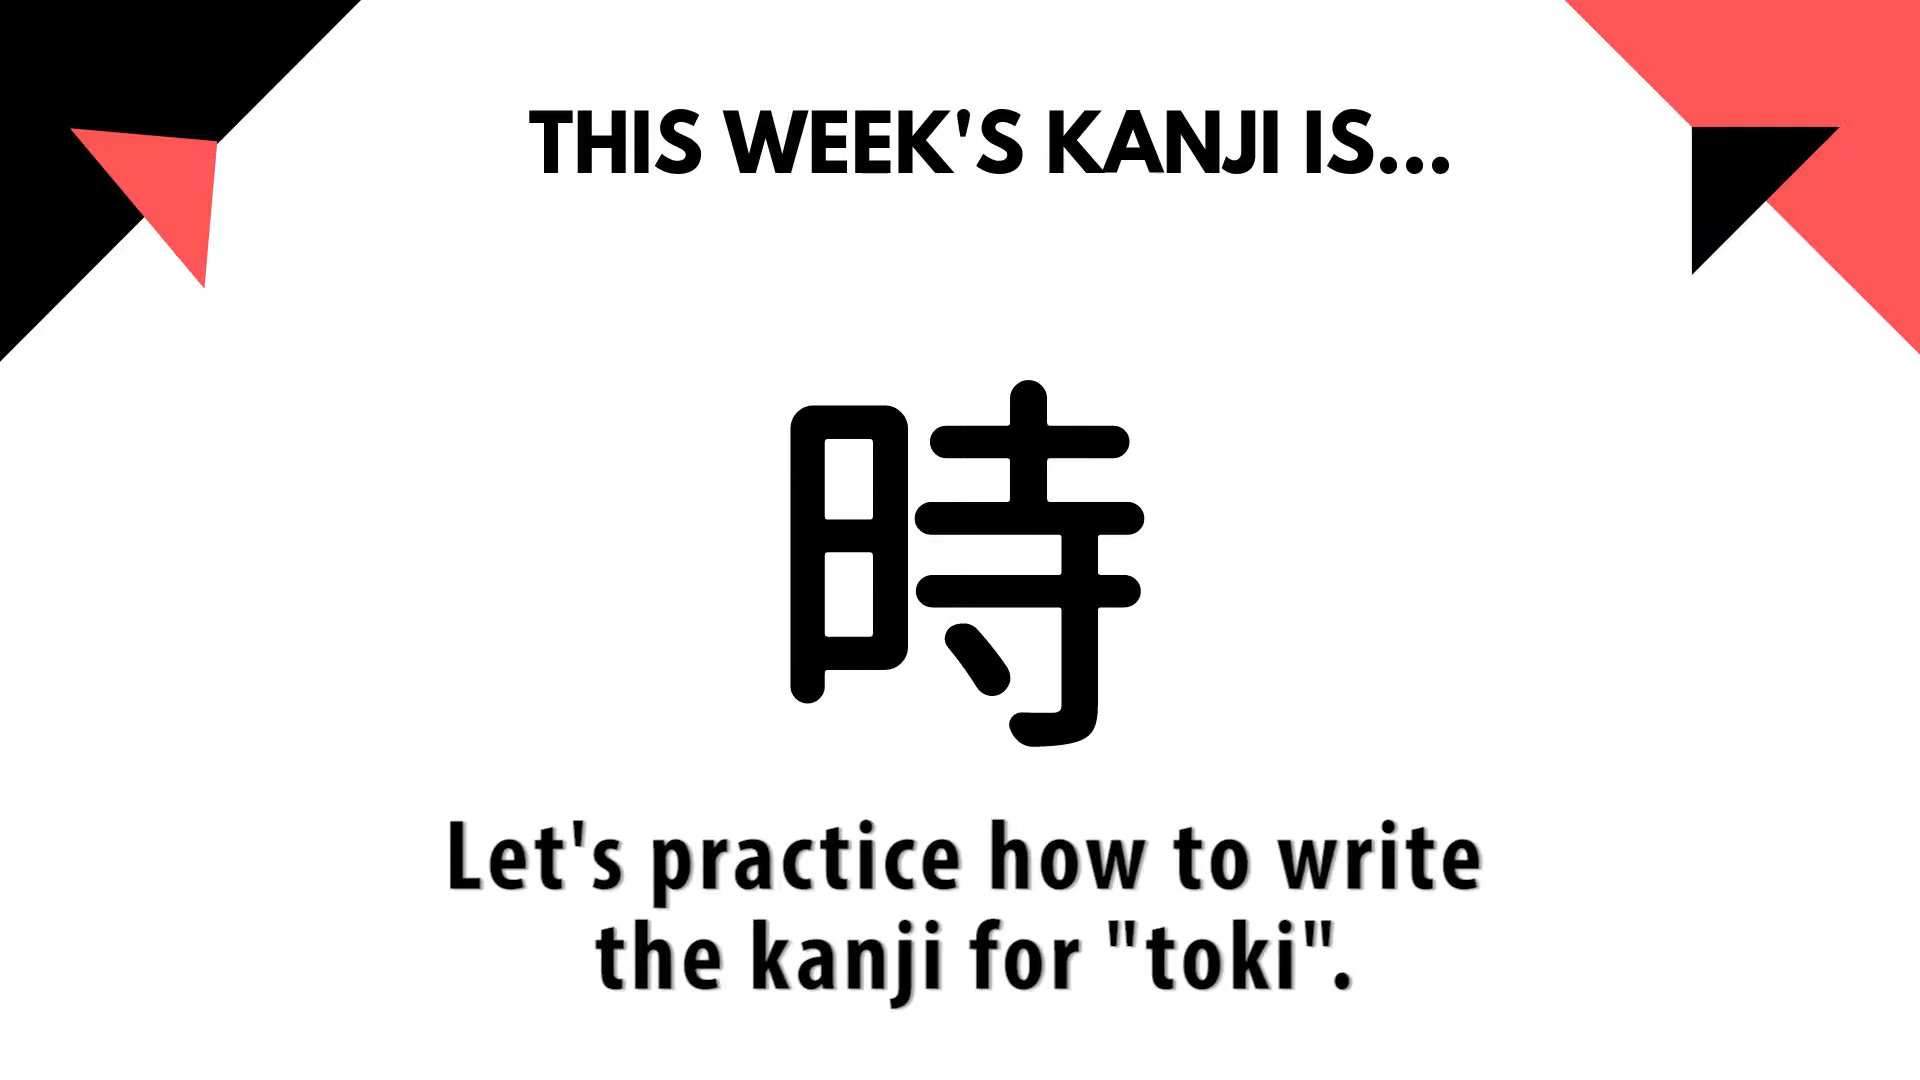 THIS WEEK'S KANJI IS...
時
Let's practice how to write
the kanji for "toki".